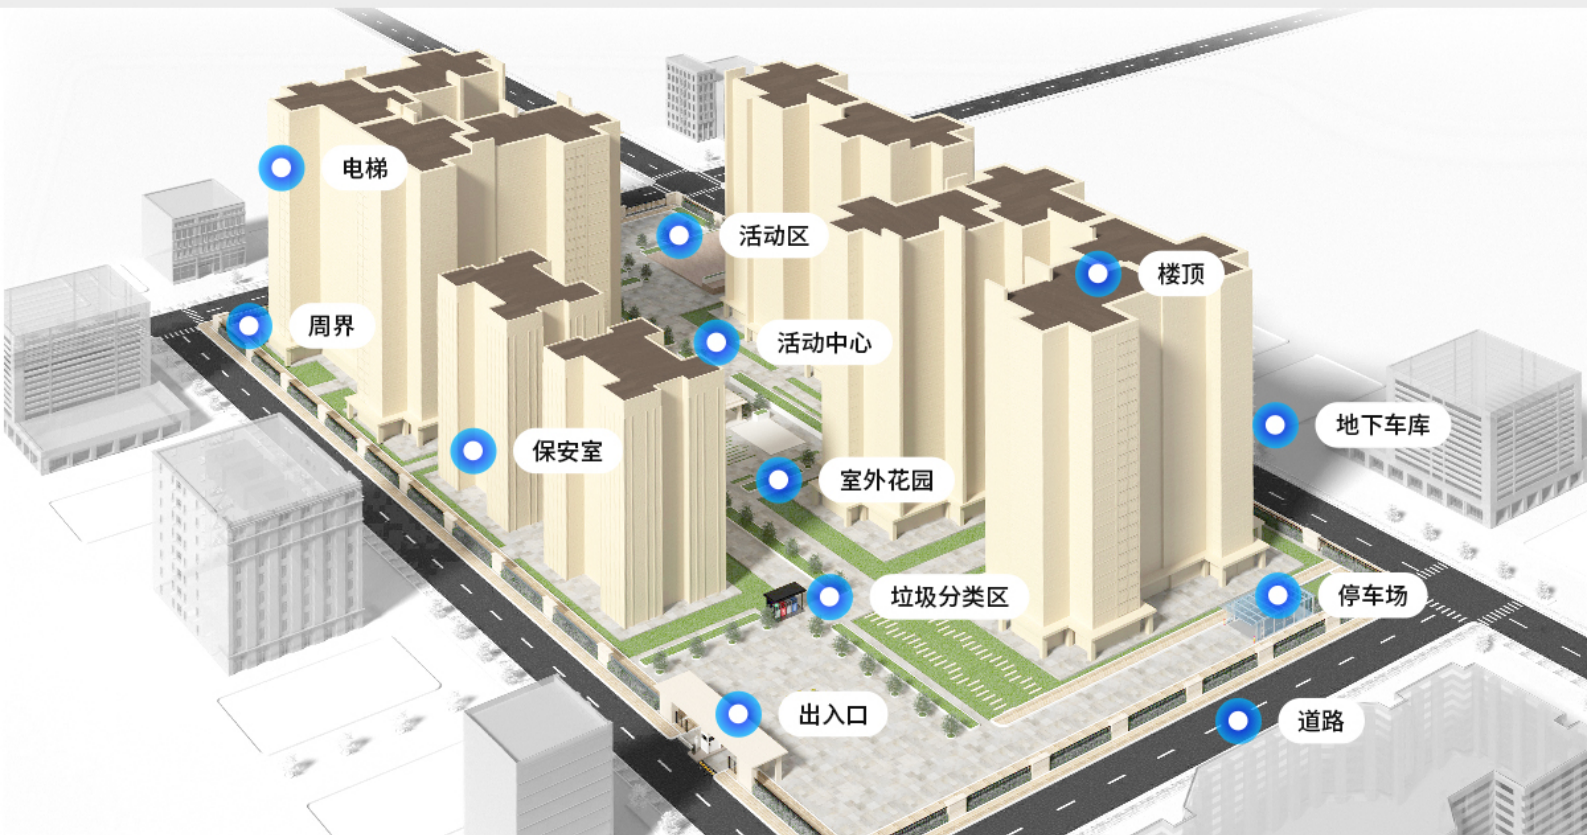 电梯
活动区
楼顶
周界
活动中心
地下车库
保安室
室外花园
垃圾分类区
停车场
出入口
道路